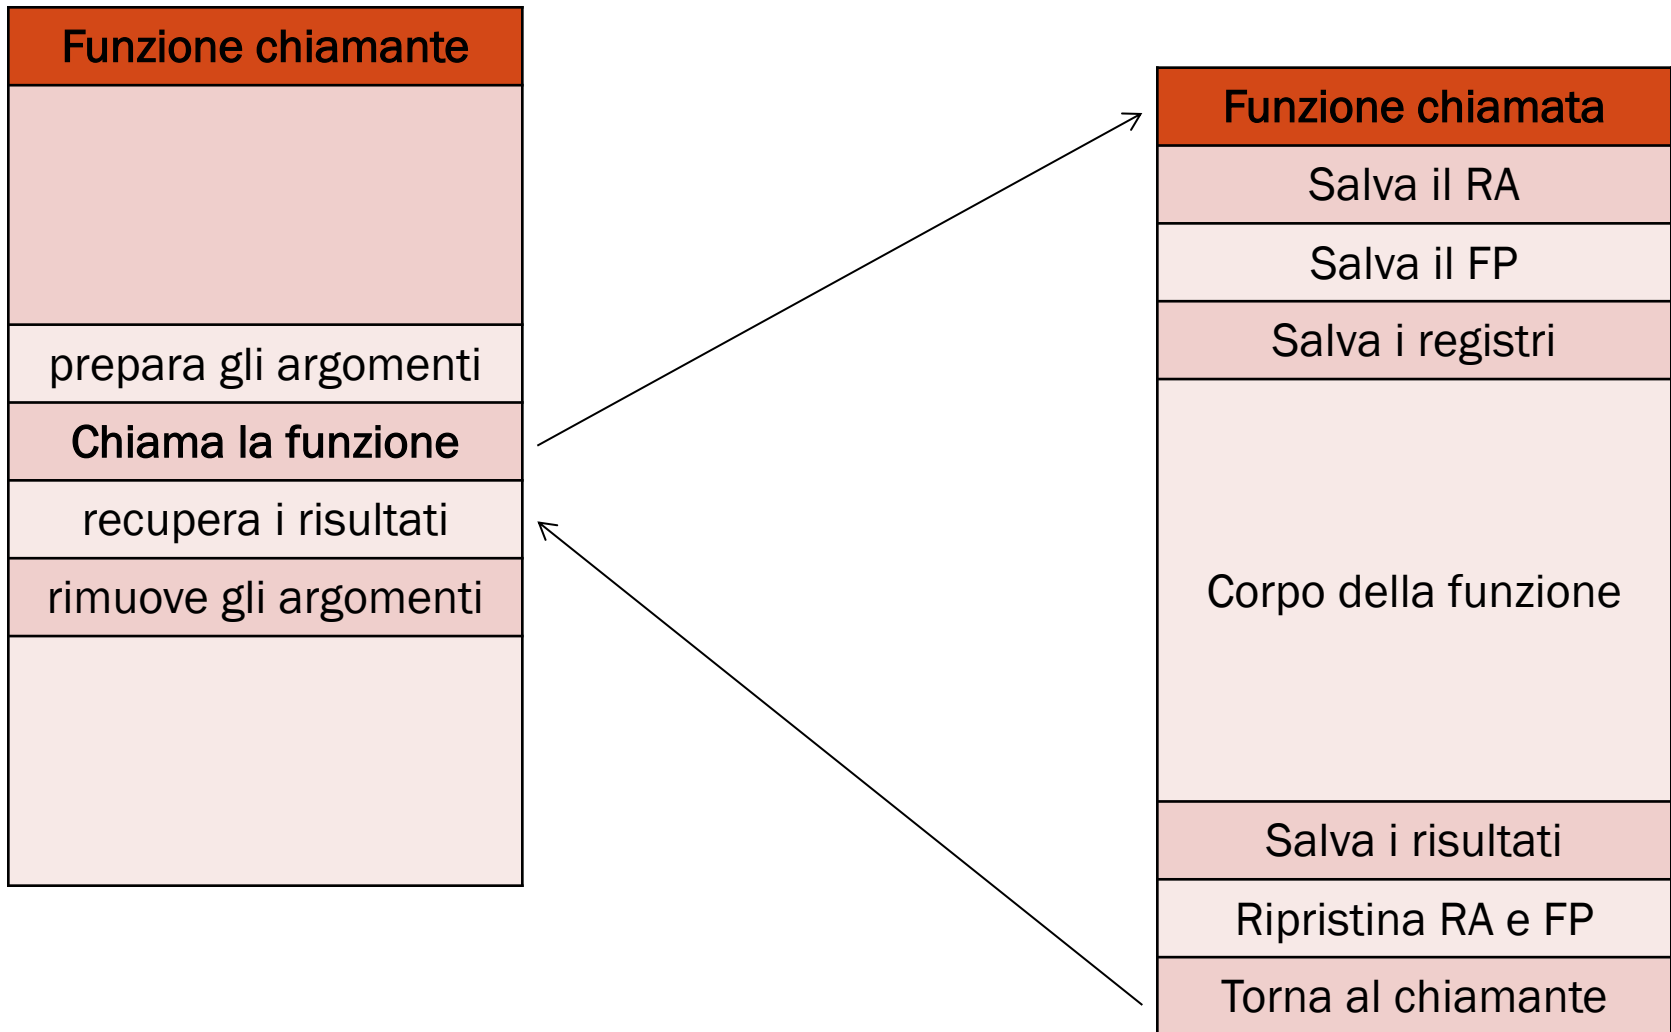 Funzione chiamante
prepara gli argomenti
Chiama la funzione
recupera i risultati
rimuove gli argomenti
Funzione chiamata
Salva il RA
Salva il FP
Salva i registri
Corpo della funzione
Salva i risultati
Ripristina RA e FP
Torna al chiamante